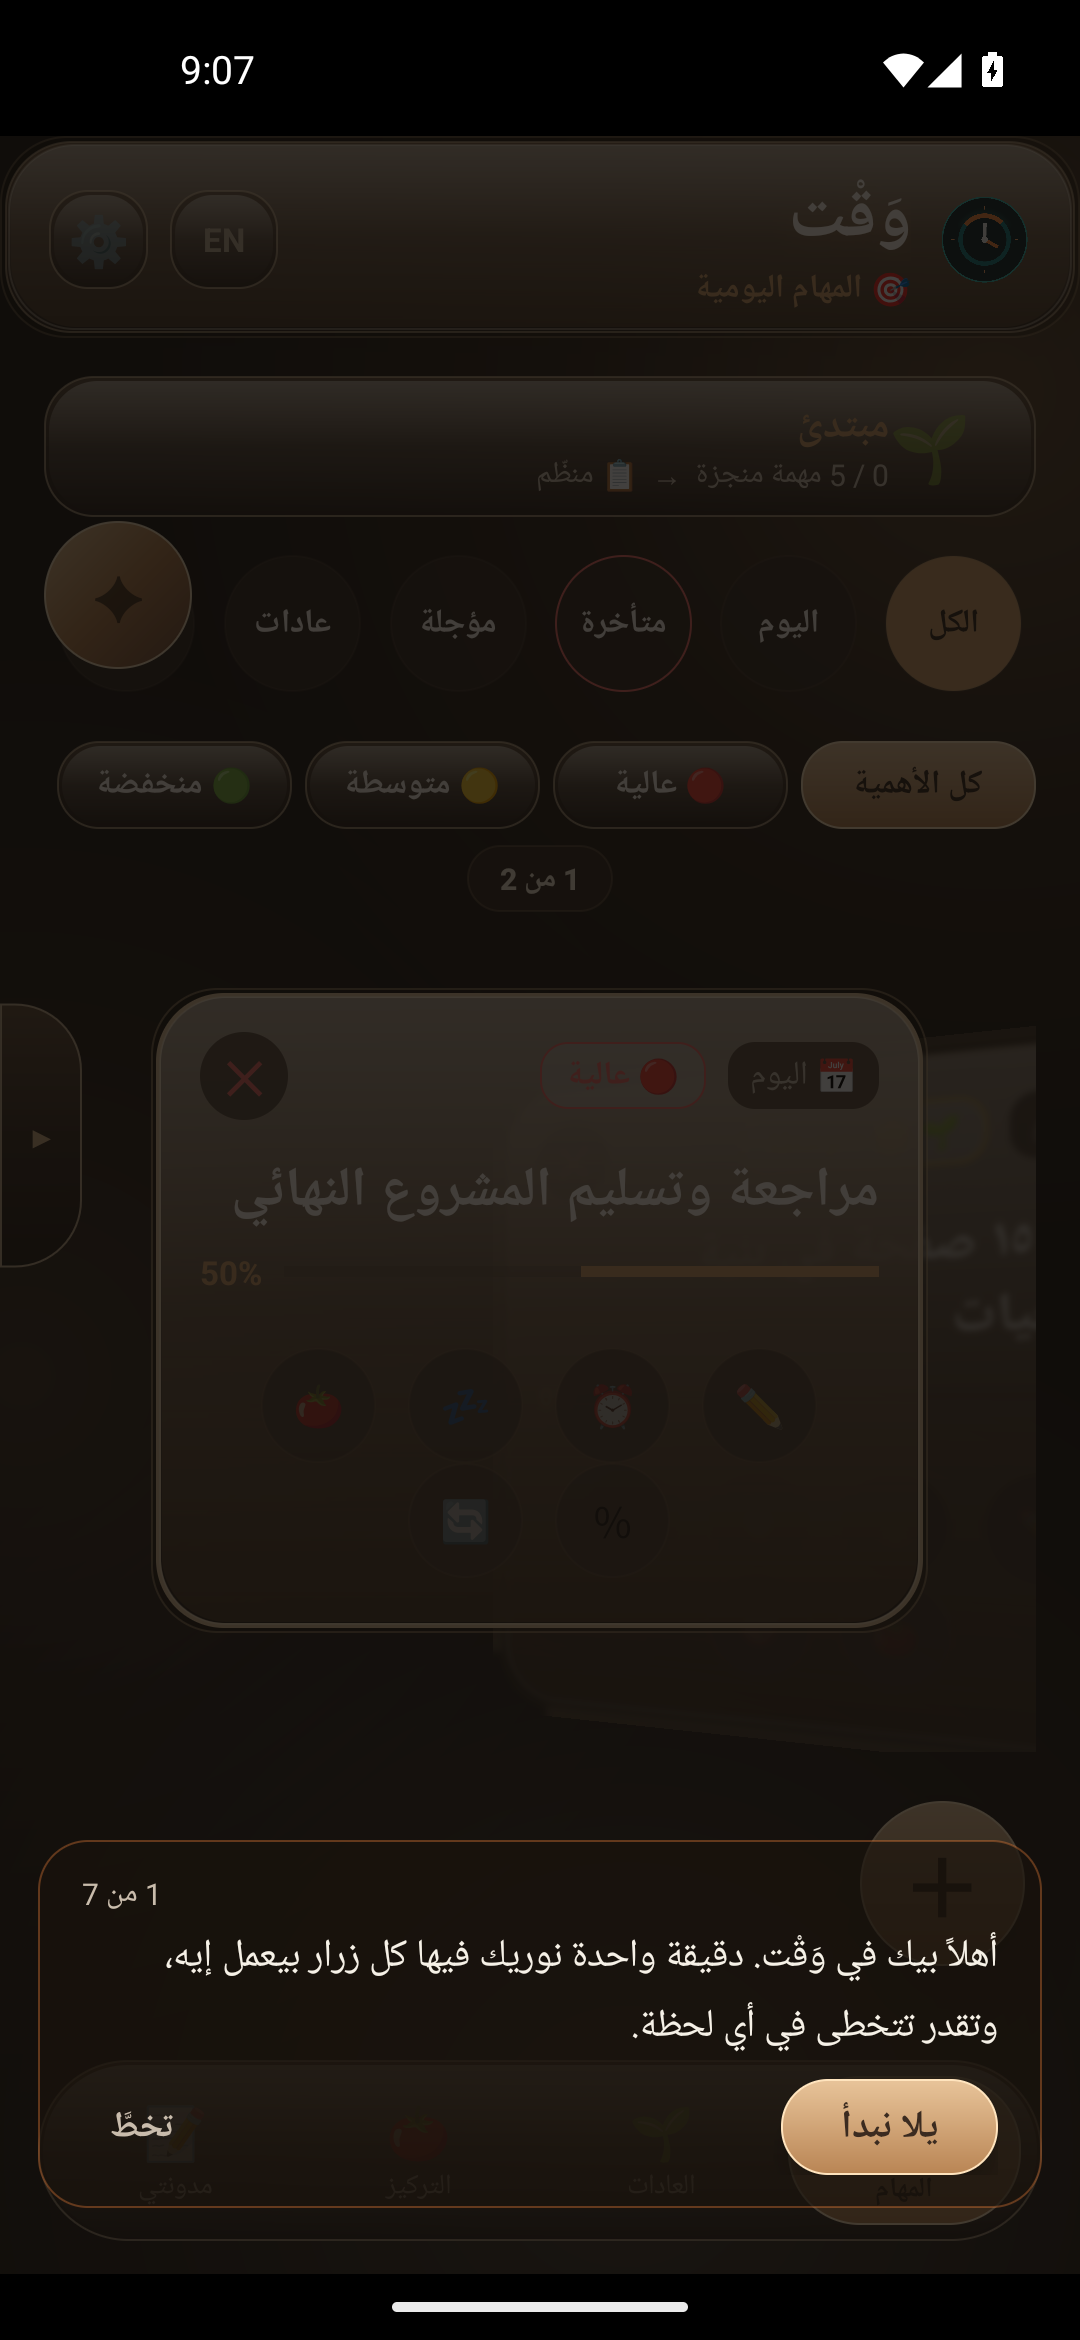 9:07
وَقْت
EN
🎯 المهام اليومية
مبتدئ
0 / 5 مهمة منجزة → 📋 منظّم
الكل
اليوم
متأخرة
مؤجلة
عادات
كل الأهمية
🔴 عالية
🟡 متوسطة
🟢 منخفضة
1 من 2
📅 اليوم
🔴 عالية
مراجعة وتسليم المشروع النهائي
50%
%
1 من 7
أهلاً بيك في وَقْت. دقيقة واحدة نوريك فيها كل زرار بيعمل إيه،
وتقدر تتخطى في أي لحظة.
يلا نبدأ
تخطَّ
المهام
العادات
التركيز
مدونتي